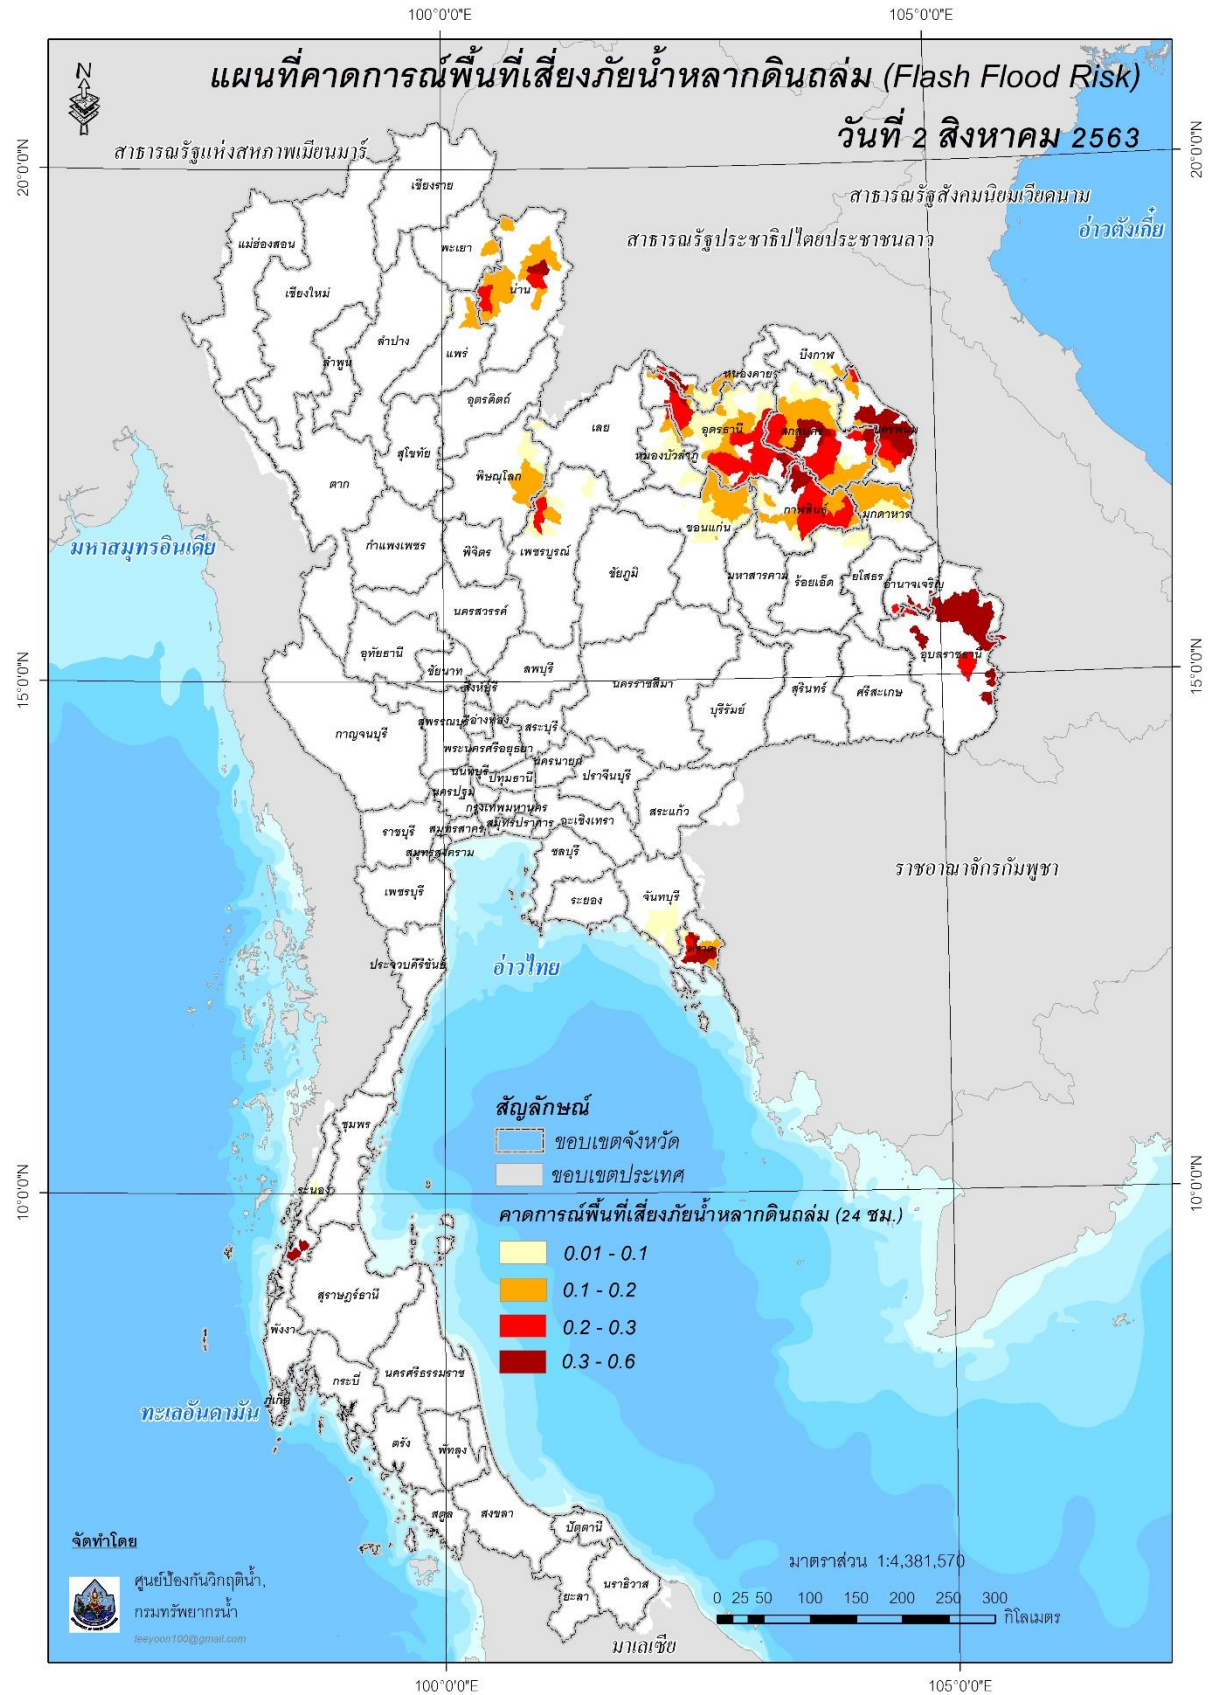 100°0'0"E
105°0'0"E
แผนที่คาดการณ์พื้นที่เสี่ยงภัยน้ำหลากดินถล่ม (Flash Flood Risk)
วันที่ 2 สิงหาคม 2563
N
20°0'0"N
20°0'0"N
สาธารณรัฐแห่งสหภาพเมียนมาร์
สาธารณรัฐสังคมนิยมเวียดนาม
อ่าวตังเกี๋ย
สาธารณรัฐประชาธิปไตยประชาชนลาว
เชียงราย
แม่ฮ่องสอน
พะเยา
เชียงใหม่
น่าน
ลำปาง
ลำพูน
แพร่
บึงกาฬ
หนองคาย
อุตรดิตถ์
เลย
อุดรธานี
สกลนคร
นครพนม
สุโขทัย
หนองบัวลำภู
ตาก
พิษณุโลก
กาฬสินธุ์
มุกดาหาร
ขอนแก่น
มหาสมุทรอินเดีย
กำแพงเพชร
พิจิตร
เพชรบูรณ์
ชัยภูมิ
มหาสารคาม
ร้อยเอ็ด
ยโสธร
อำนาจเจริญ
นครสวรรค์
อุทัยธานี
ชัยนาท
ลพบุรี
อุบลราชธานี
15°0'0"N
15°0'0"N
สิงห์บุรี
นครราชสีมา
บุรีรัมย์
สุรินทร์
ศรีสะเกษ
กาญจนบุรี
สุพรรณบุรี
อ่างทอง
สระบุรี
พระนครศรีอยุธยา
นครนายก
นนทบุรี
ปทุมธานี
ปราจีนบุรี
นครปฐม
กรุงเทพมหานคร
สระแก้ว
ราชบุรี
สมุทรสาคร
สมุทรปราการ
ฉะเชิงเทรา
สมุทรสงคราม
ชลบุรี
ราชอาณาจักรกัมพูชา
เพชรบุรี
ระยอง
จันทบุรี
ตราด
ประจวบคีรีขันธ์
อ่าวไทย
สัญลักษณ์
ขอบเขตจังหวัด
ขอบเขตประเทศ
ชุมพร
ระนอง
10°0'0"N
10°0'0"N
คาดการณ์พื้นที่เสี่ยงภัยน้ำหลากดินถล่ม (24 ชม.)
0.01 - 0.1
0.1 - 0.2
0.2 - 0.3
0.3 - 0.6
สุราษฎร์ธานี
พังงา
กระบี่
นครศรีธรรมราช
ภูเก็ต
ทะเลอันดามัน
ตรัง
พัทลุง
สตูล
สงขลา
ปัตตานี
ยะลา
นราธิวาส
มาเลเซีย
จัดทำโดย
ศูนย์ป้องกันวิกฤติน้ำ,
กรมทรัพยากรน้ำ
leeyoon100@gmail.com
มาตราส่วน 1:4,381,570
0 25 50 100 150 200 250 300
กิโลเมตร
100°0'0"E
105°0'0"E